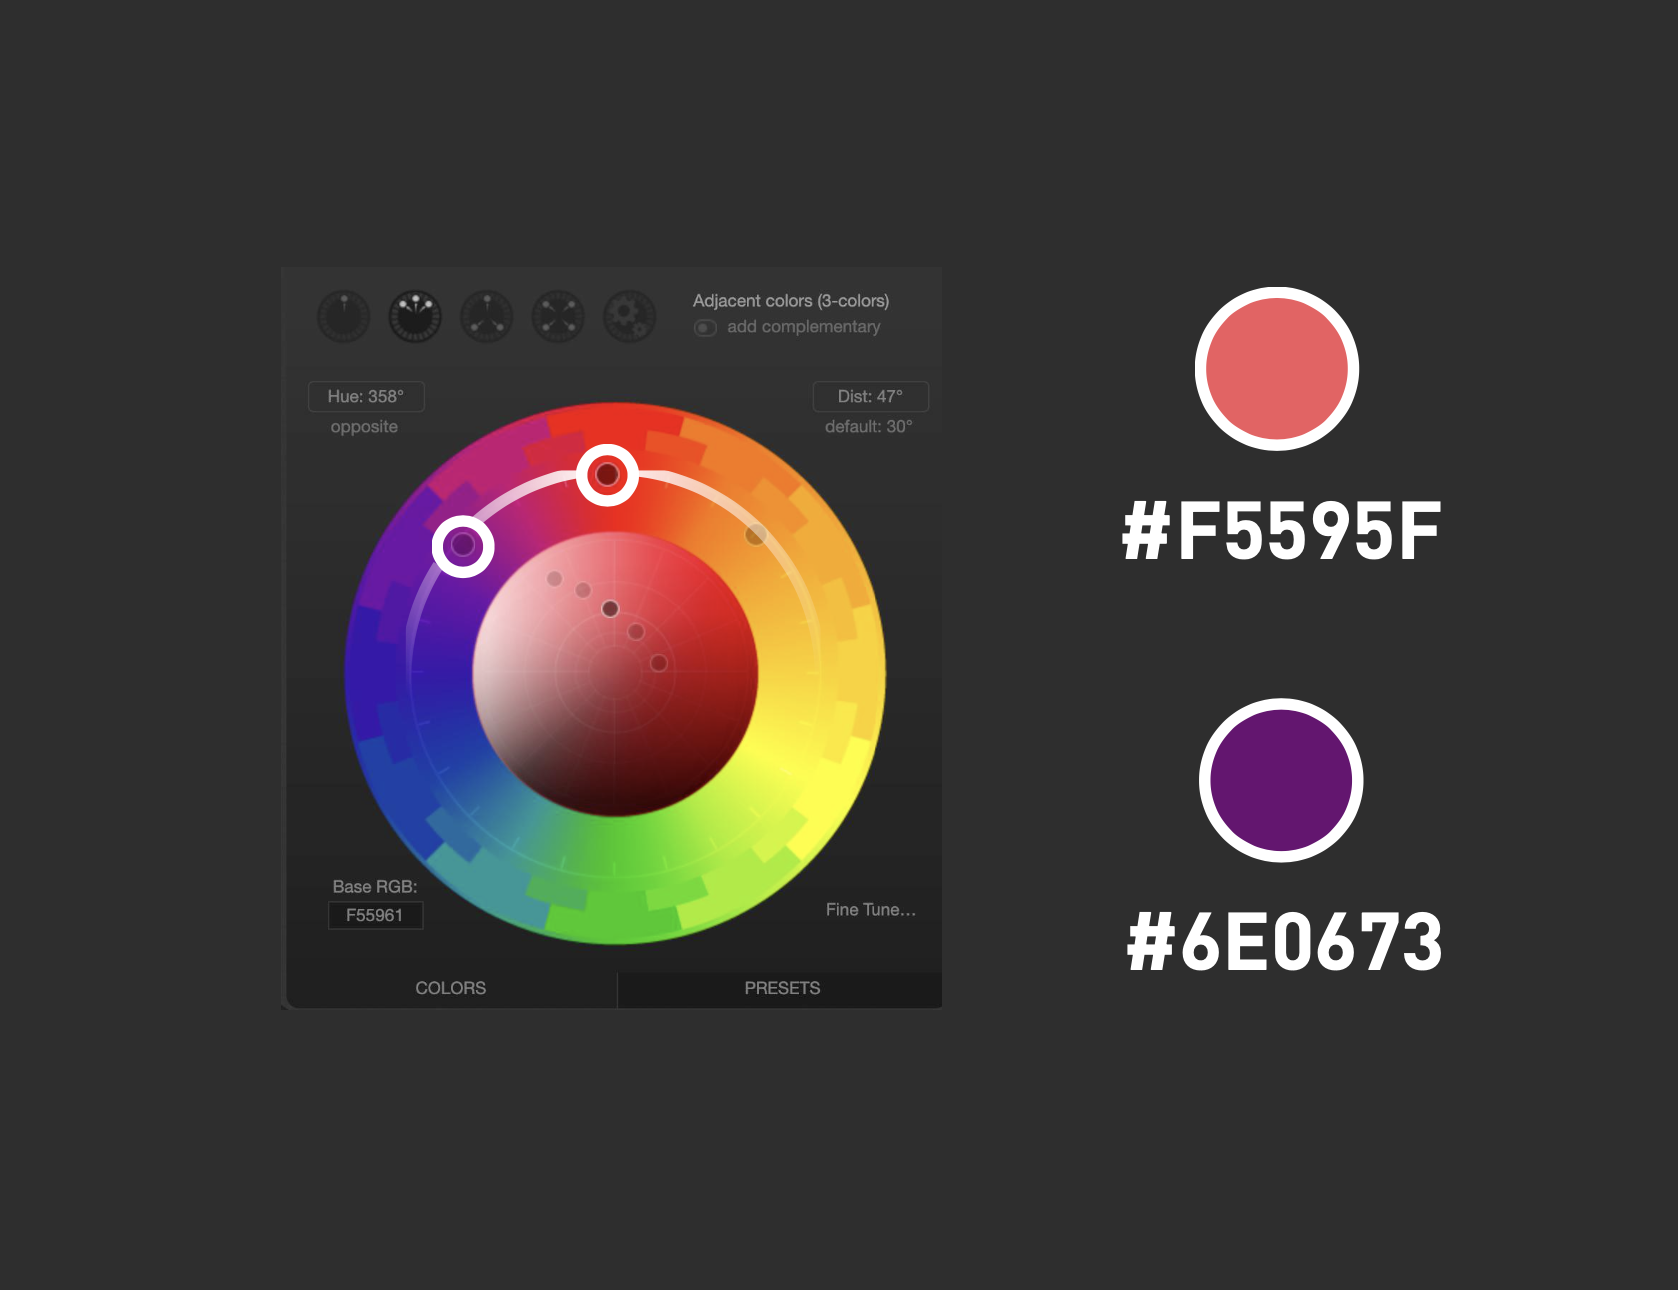 Adjacent colors (3-colors)
add complementary
Hue: 358°
opposite
Dist: 47°
default: 30°
#F5595F
Base RGB:
F55961
Fine Tune...
#6E0673
COLORS
PRESETS